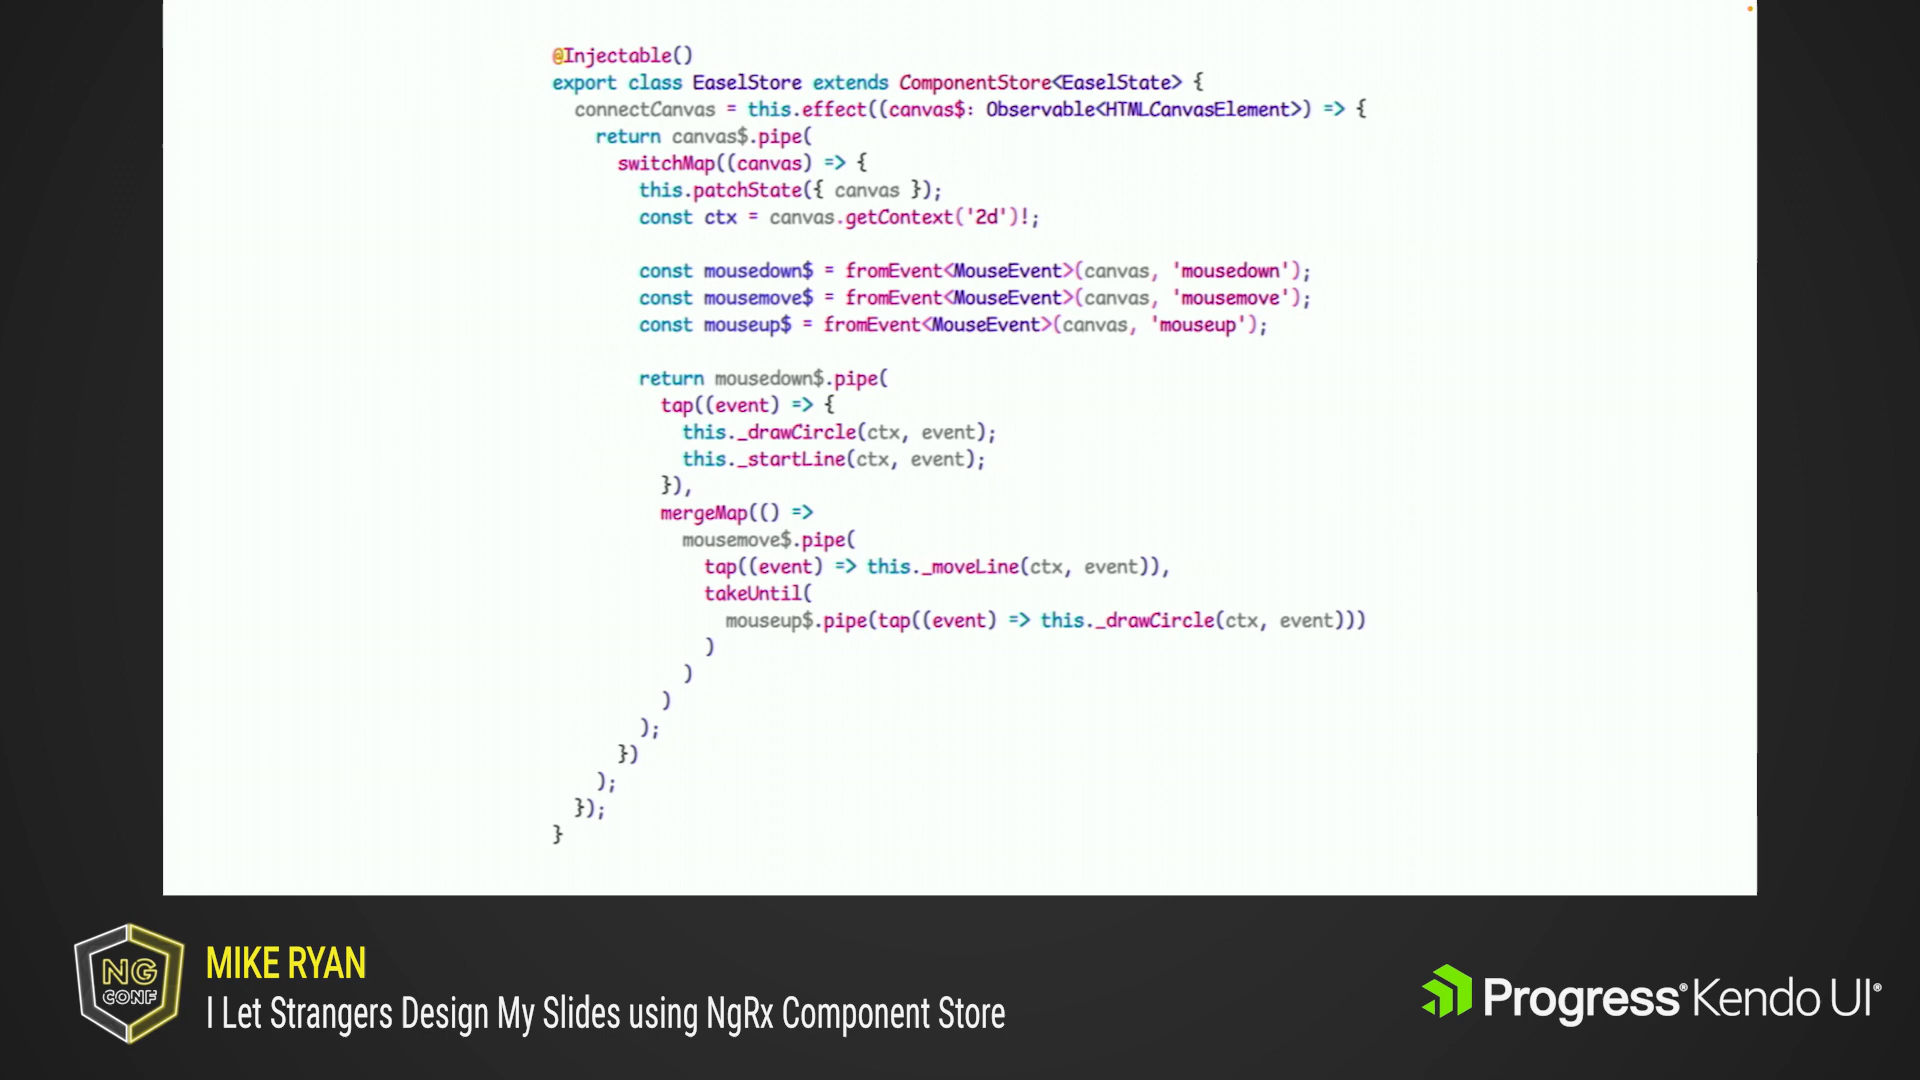 @Injectable()
export class EaselStore extends ComponentStore<EaselState> {
connectCanvas = this.effect((canvas$: Observable<HTMLCanvasElement>) => {
return canvas$.pipe(
switchMap((canvas) => {
this.patchState({ canvas });
const ctx = canvas.getContext('2d')!;
const mousedown$ = fromEvent<MouseEvent>(canvas, 'mousedown');
const mousemove$ = fromEvent<MouseEvent>(canvas, 'mousemove');
const mouseup$ = fromEvent<MouseEvent>(canvas, 'mouseup');
return mousedown$.pipe(
tap((event) => {
this._drawCircle(ctx, event);
this._startLine(ctx, event);
}),
mergeMap(() =>
mousemove$.pipe(
tap((event) => this._moveLine(ctx, event)),
takeUntil(
mouseup$.pipe(tap((event) => this._drawCircle(ctx, event)))
)
)
)
);
})
);
});
}
NG
CONF
MIKE RYAN
I Let Strangers Design My Slides using NgRx Component Store
Progress® Kendo UI®